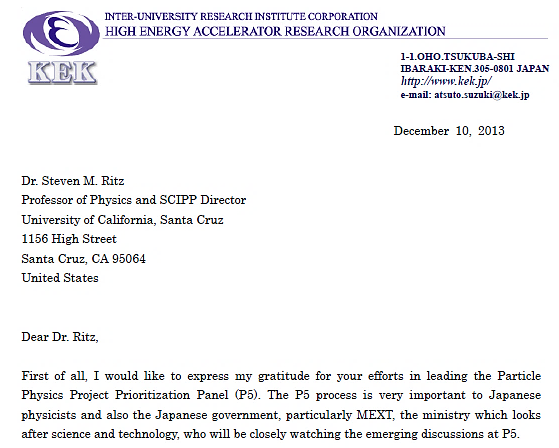 INTER-UNIVERSITY RESEARCH INSTITUTE CORPORATION
HIGH ENERGY ACCELERATOR RESEARCH ORGANIZATION
KEK
1-1.OHO.TSUKUBA-SHI
IBARAKI-KEN.305-0801 JAPAN
http://www.kek.jp/
e-mail: atsuto.suzuki@kek.jp
December 10, 2013
Dr. Steven M. Ritz
Professor of Physics and SCIPP Director
University of California, Santa Cruz
1156 High Street
Santa Cruz, CA 95064
United States
Dear Dr. Ritz,
First of all, I would like to express my gratitude for your efforts in leading the Particle
Physics Project Prioritization Panel (P5). The P5 process is very important to Japanese
physicists and also the Japanese government, particularly MEXT, the ministry which looks
after science and technology, who will be closely watching the emerging discussions at P5.